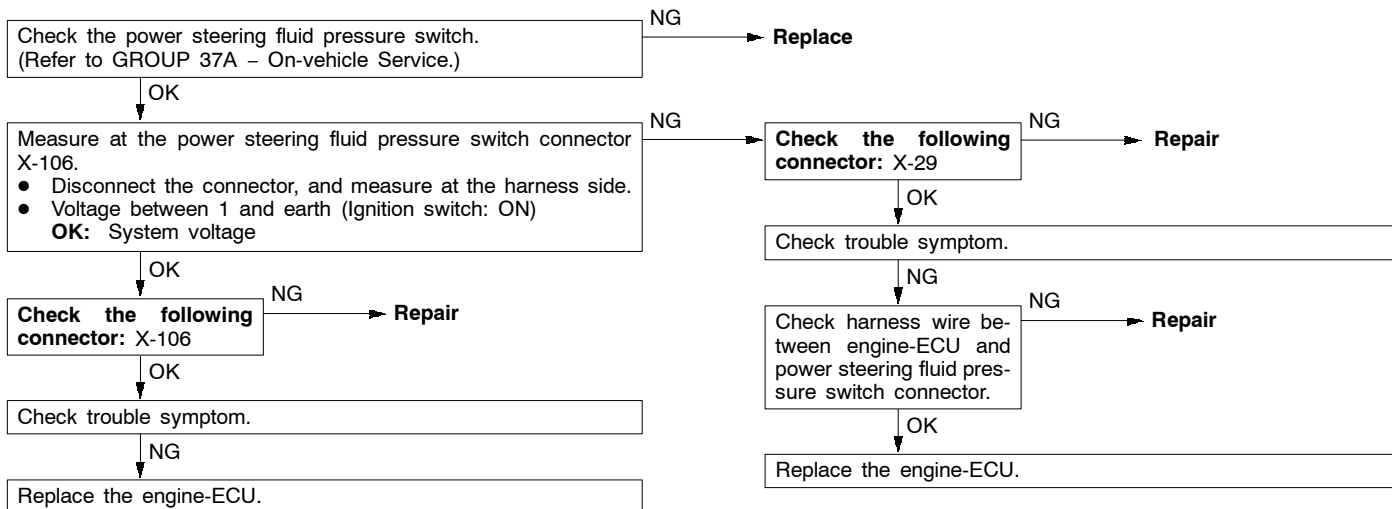 Check the power steering fluid pressure switch.
(Refer to GROUP 37A – On-vehicle Service.)
NG
Replace
OK
Measure at the power steering fluid pressure switch connector
X-106.
● Disconnect the connector, and measure at the harness side.
● Voltage between 1 and earth (Ignition switch: ON)
OK: System voltage
NG
Check the following
connector: X-29
NG
Repair
OK
Check trouble symptom.
NG
Check harness wire be-
tween engine-ECU and
power steering fluid pres-
sure switch connector.
NG
Repair
OK
Replace the engine-ECU.
OK
Check the following
connector: X-106
NG
Repair
OK
Check trouble symptom.
NG
Replace the engine-ECU.